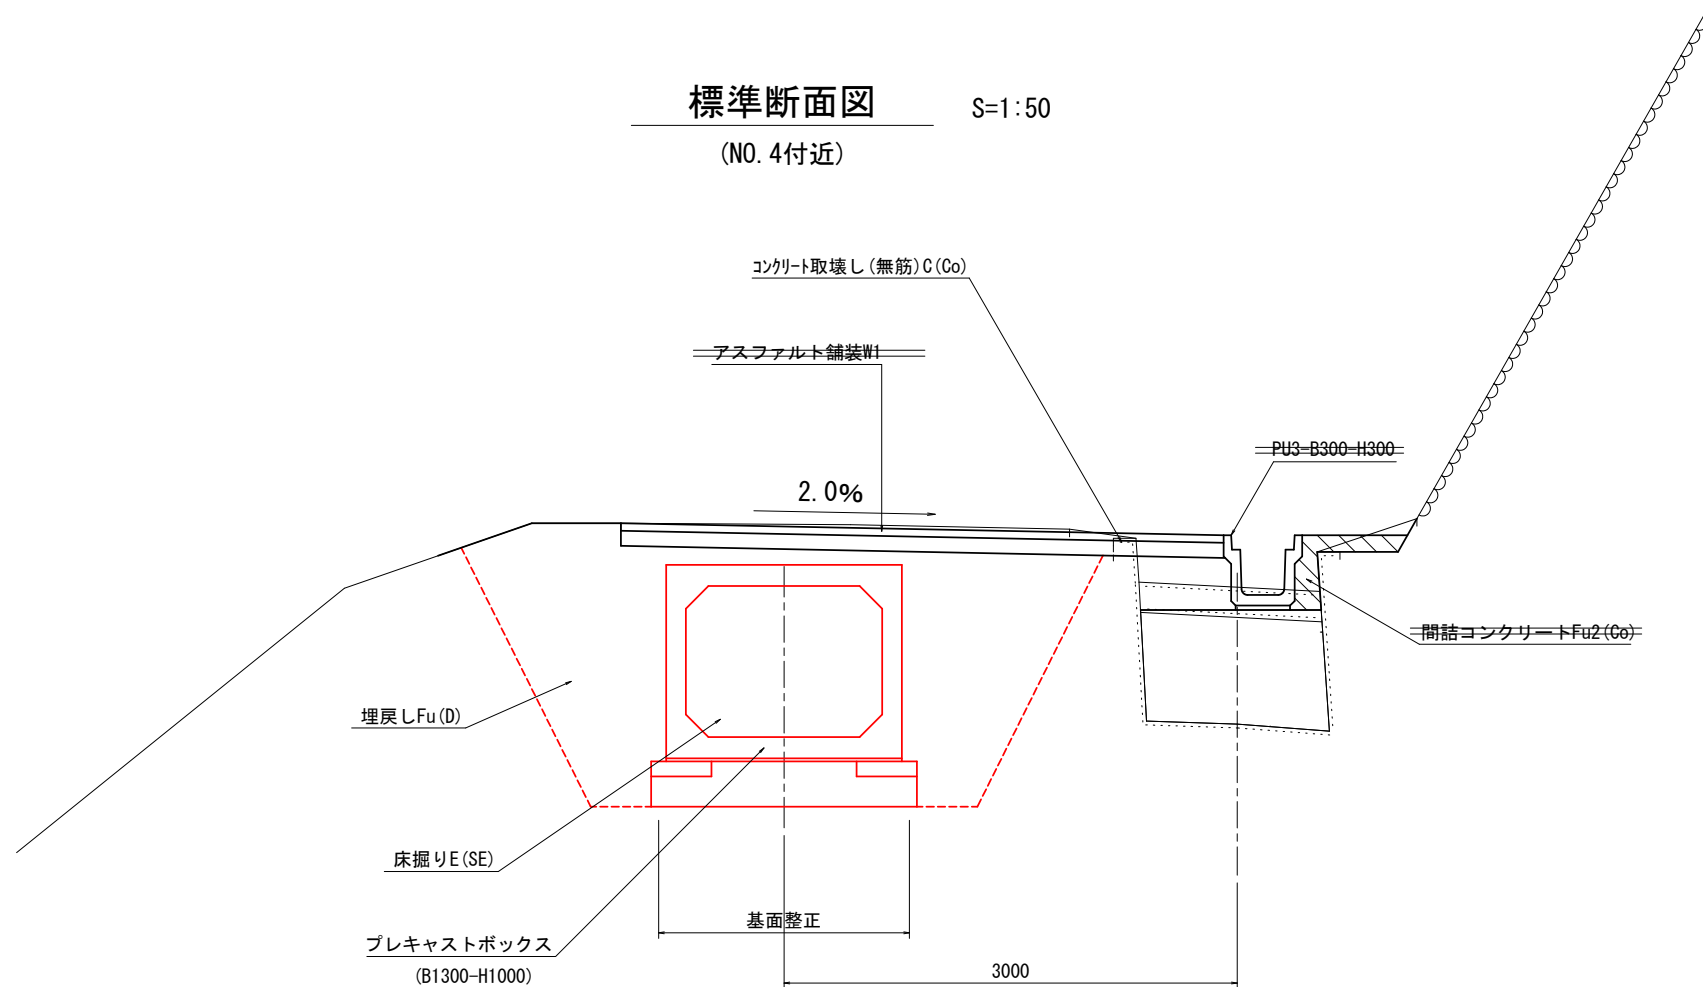 標準断面図 S=1:50
(NO.4付近)
コンクリート取壊し(無筋)C(Co)
アスファルト舗装W1
PU3-B300-H300
2.0%
間詰コンクリートFu2(Co)
埋戻しFu(D)
床掘りE(SE)
基面整正
プレキャストボックス
(B1300-H1000)
3000